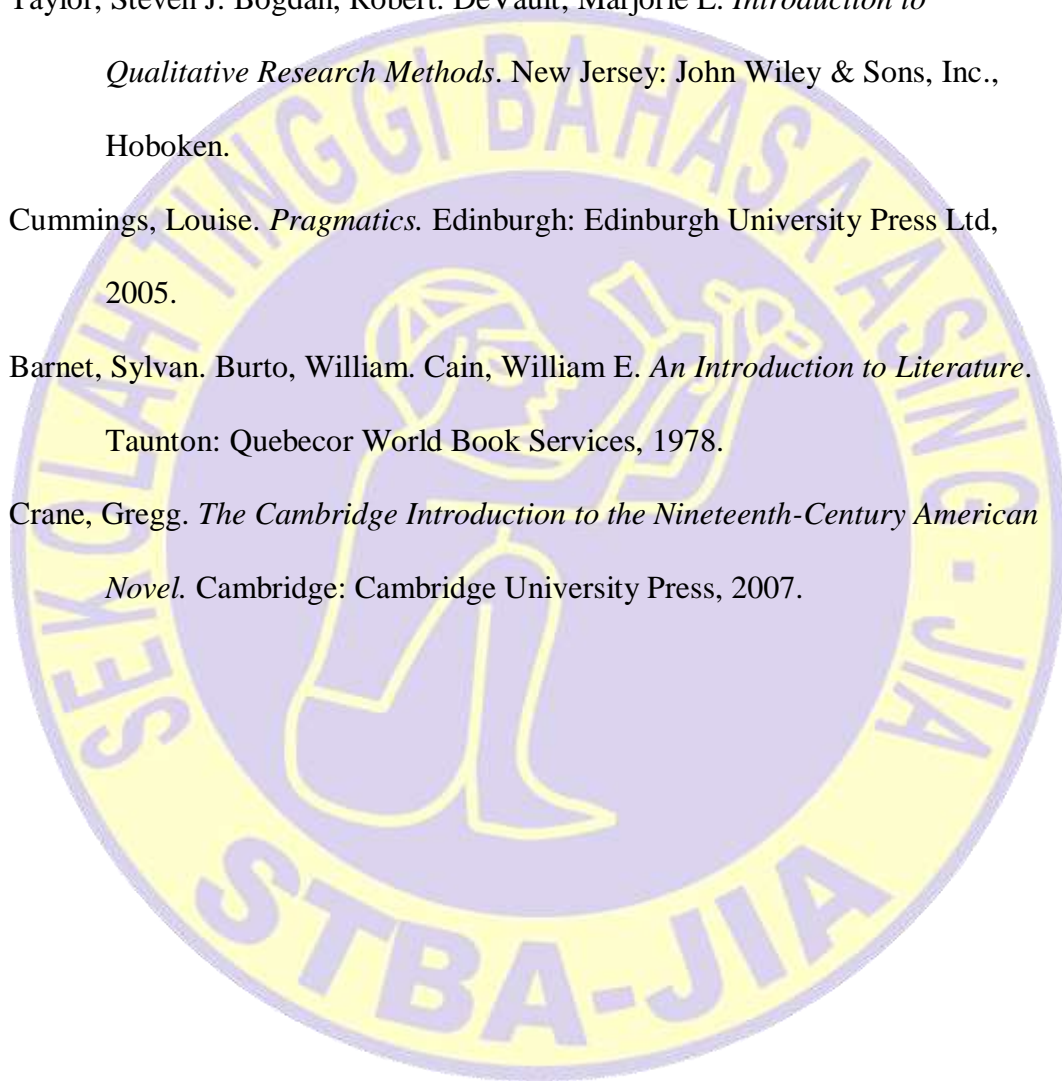 Taylor, Steven J. Bogdan, Robert. DeVault, Marjorie L. Introduction to
Qualitative Research Methods. New Jersey: John Wiley & Sons, Inc.,
Hoboken.
Cummings, Louise. Pragmatics. Edinburgh: Edinburgh University Press Ltd,
2005.
Barnet, Sylvan. Burto, William. Cain, William E. An Introduction to Literature.
Taunton: Quebecor World Book Services, 1978.
Crane, Gregg. The Cambridge Introduction to the Nineteenth-Century American
Novel. Cambridge: Cambridge University Press, 2007.
SEKOLAH TINGGI BAHASA ASING - JIA
STBA-JIA